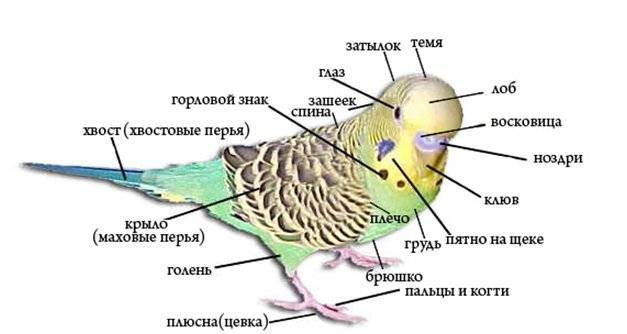 затылок
темя
глаз
лоб
горловой знак
зашеек
спина
восковица
хвост (хвостовые перья)
ноздри
клюв
плечо
крыло
(маховые перья)
грудь
пятно на щеке
голень
брюшко
пальцы и когти
плюсна(цевка)